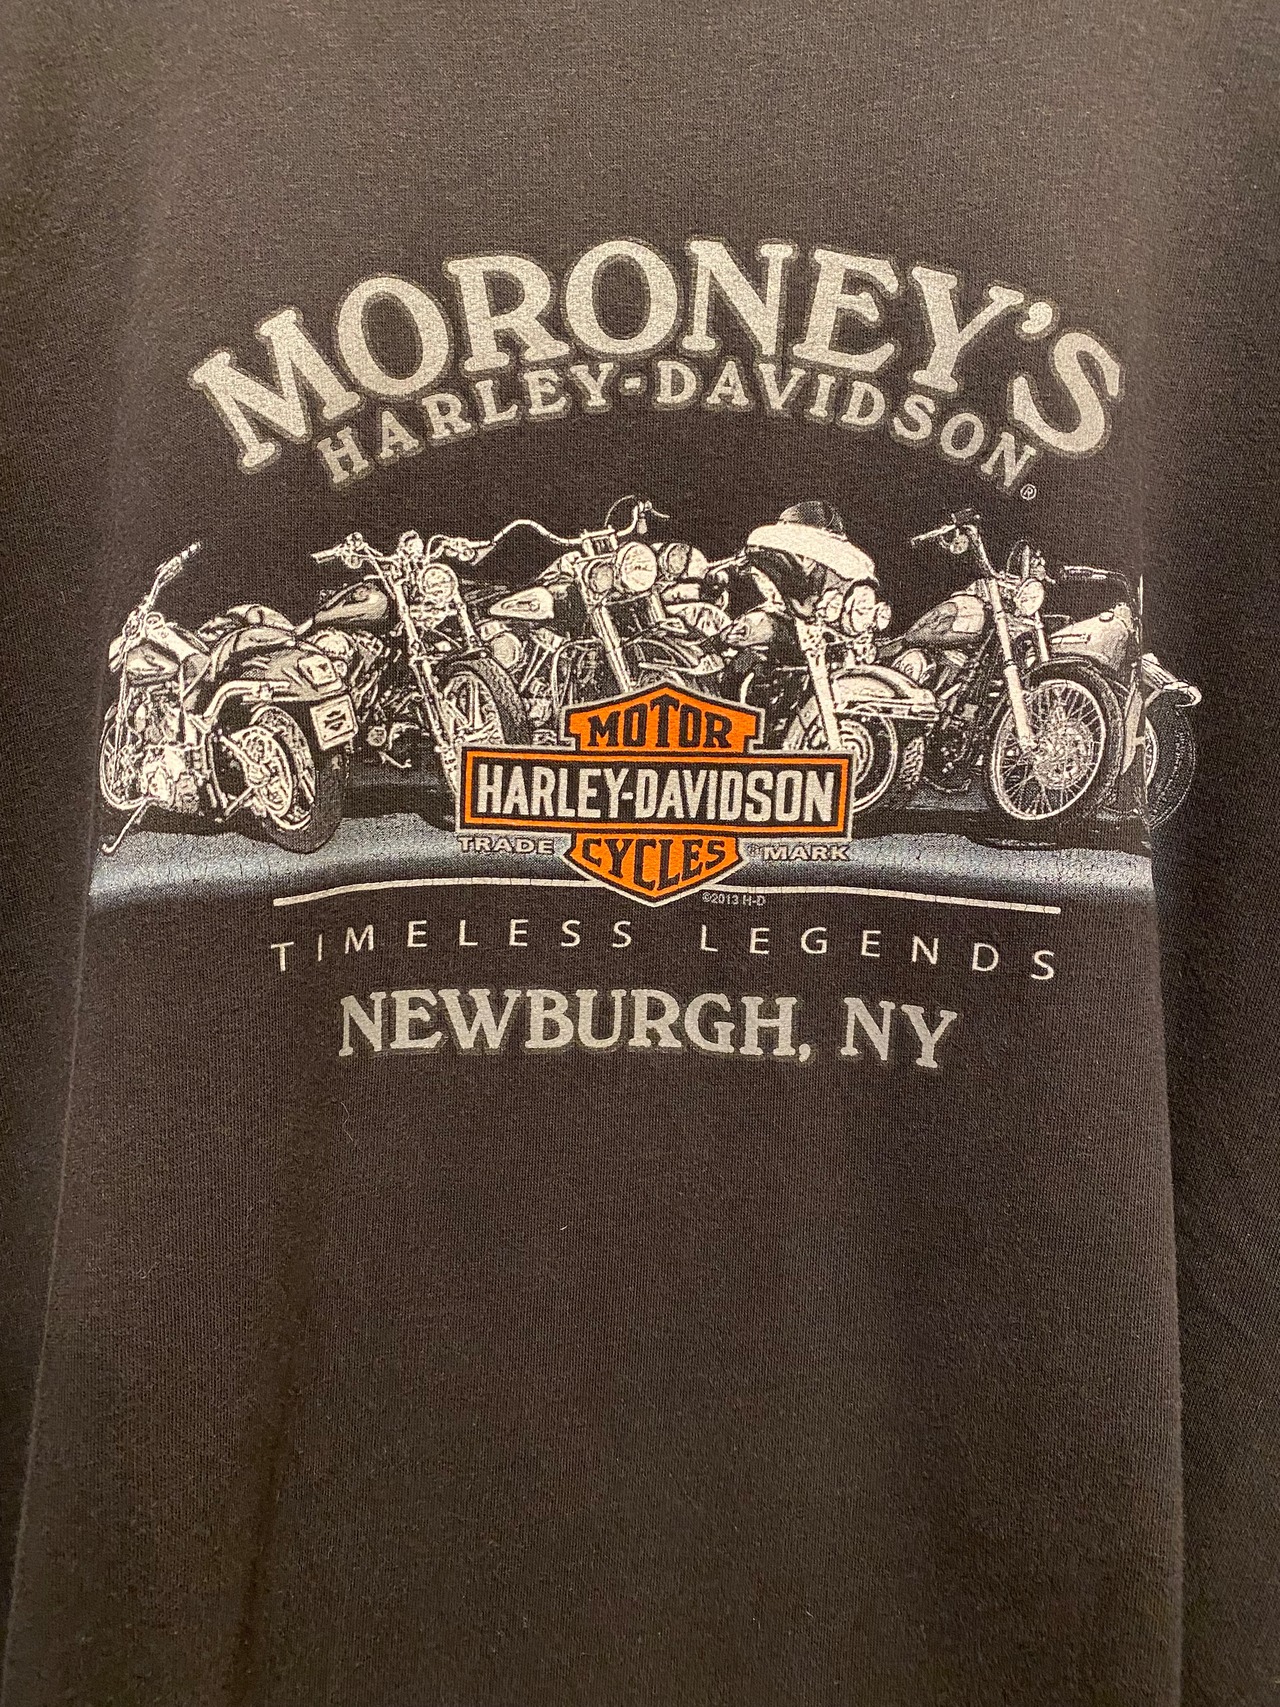 MORONEY'S
HARLEY-DAVIDSON®
MOTOR
HARLEY-DAVIDSON
TRADE CYCLES ®MARK
©2013 H-D
TIMELESS LEGENDS
NEWBURGH, NY